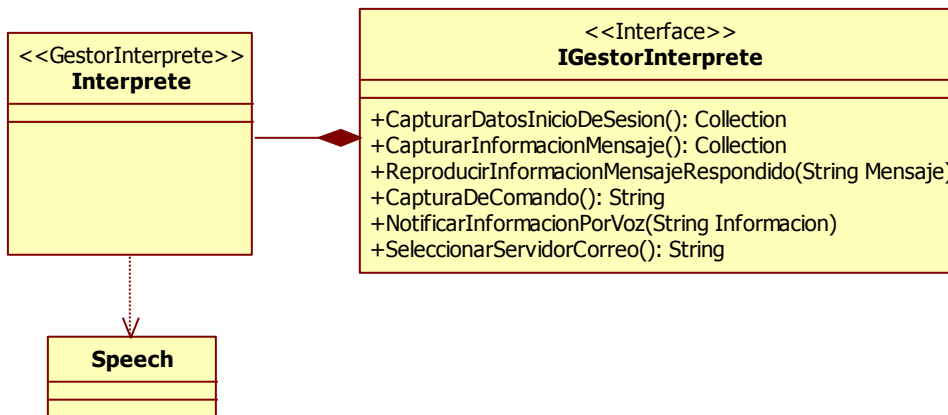 <<GestorInterprete>>
Interprete
<<Interface>>
IGestorInterprete
+CapturarDatosInicioDeSesion(): Collection
+CapturarInformacionMensaje(): Collection
+ReproducirInformacionMensajeRespondido(String Mensaje)
+CapturaDeComando(): String
+NotificarInformacionPorVoz(String Informacion)
+SeleccionarServidorCorreo(): String
Speech